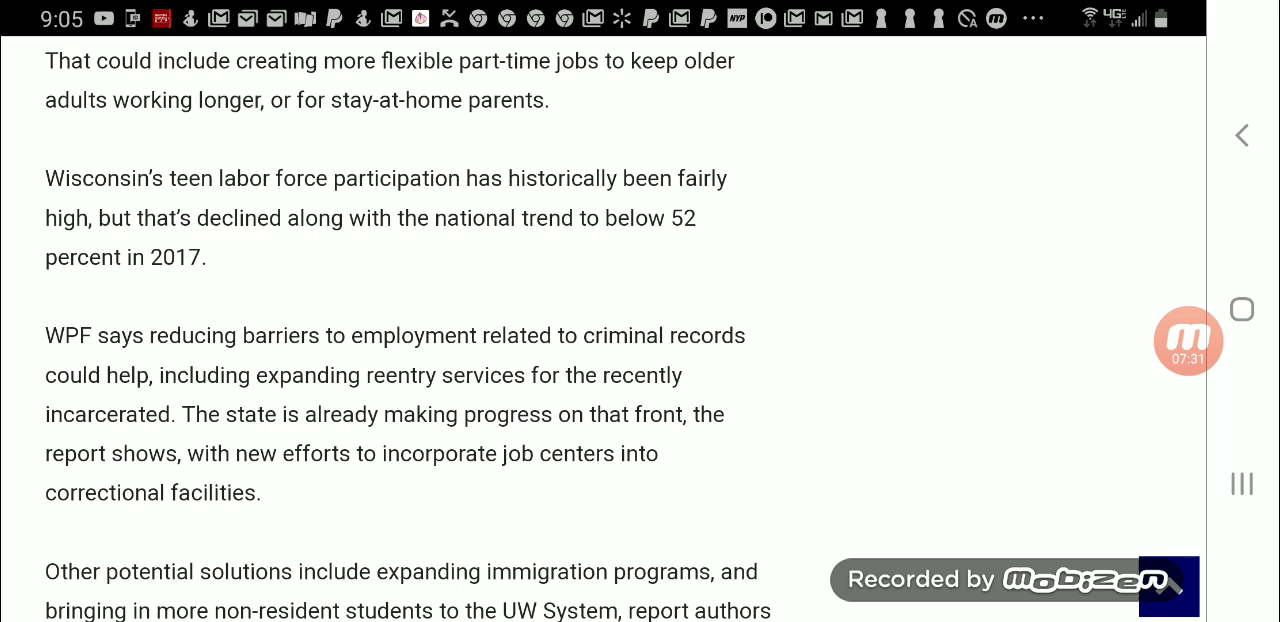 9:05
NYP
4G
That could include creating more flexible part-time jobs to keep older
adults working longer, or for stay-at-home parents.
Wisconsin’s teen labor force participation has historically been fairly
high, but that’s declined along with the national trend to below 52
percent in 2017.
WPF says reducing barriers to employment related to criminal records
could help, including expanding reentry services for the recently
incarcerated. The state is already making progress on that front, the
report shows, with new efforts to incorporate job centers into
correctional facilities.
Other potential solutions include expanding immigration programs, and
bringing in more non-resident students to the UW System, report authors
m
07:31
Recorded by mobizen